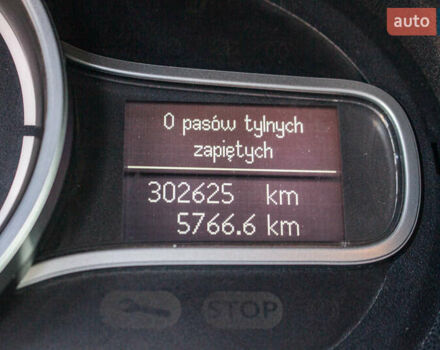 auto
0 pasów tylnych
zapiętych
302625 km
5766.6 km
STOP